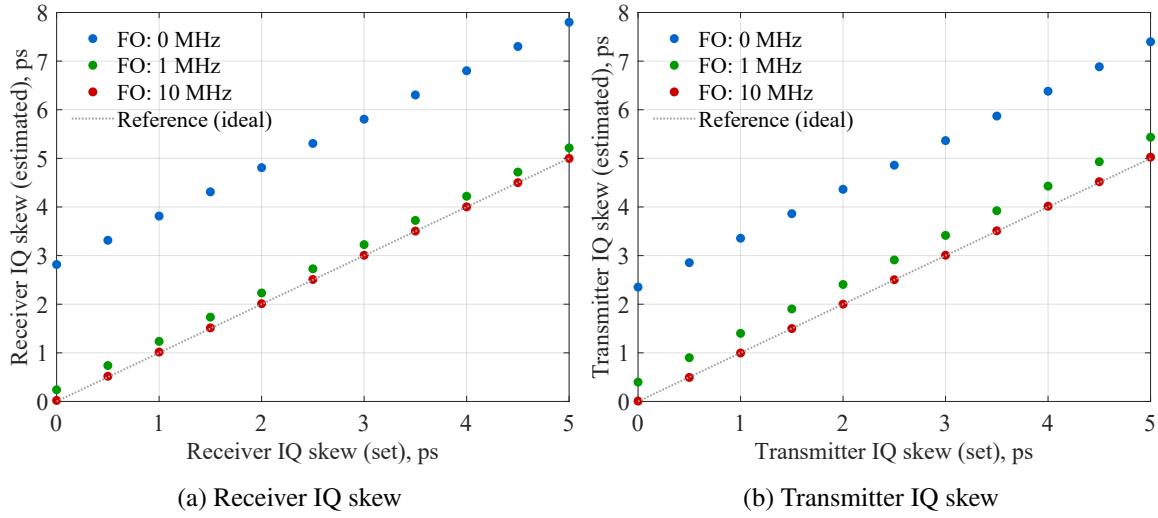 8
7
6
5
4
3
2
1
0
Receiver IQ skew (estimated), ps
FO: 0 MHz
FO: 1 MHz
FO: 10 MHz
Reference (ideal)
0 1 2 3 4 5
Receiver IQ skew (set), ps
(a) Receiver IQ skew
8
7
6
5
4
3
2
1
0
Transmitter IQ skew (estimated), ps
FO: 0 MHz
FO: 1 MHz
FO: 10 MHz
Reference (ideal)
0 1 2 3 4 5
Transmitter IQ skew (set), ps
(b) Transmitter IQ skew